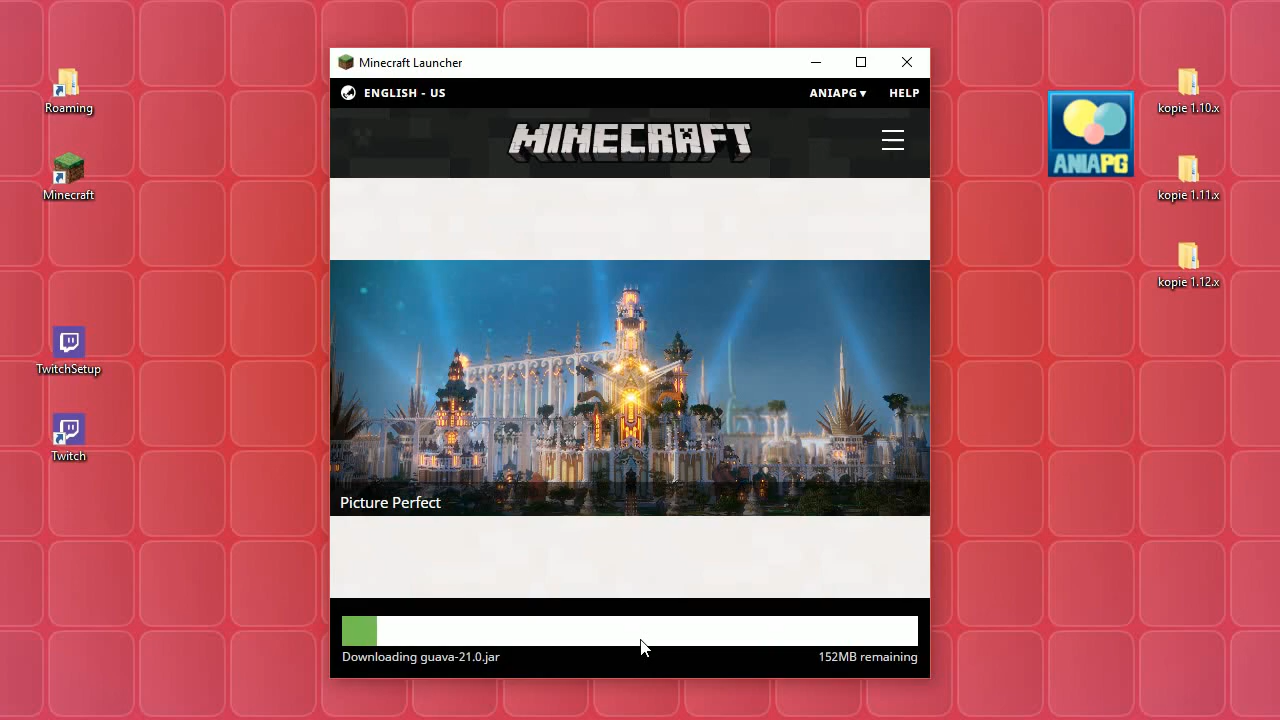 Minecraft Launcher
ENGLISH - US
ANIAPG
HELP
MINECRAFT
Picture Perfect
Downloading guava-21.0.jar
152MB remaining
Roaming
Minecraft
TwitchSetup
Twitch
ANIAPG
kopie 1.10.x
kopie 1.11.x
kopie 1.12.x